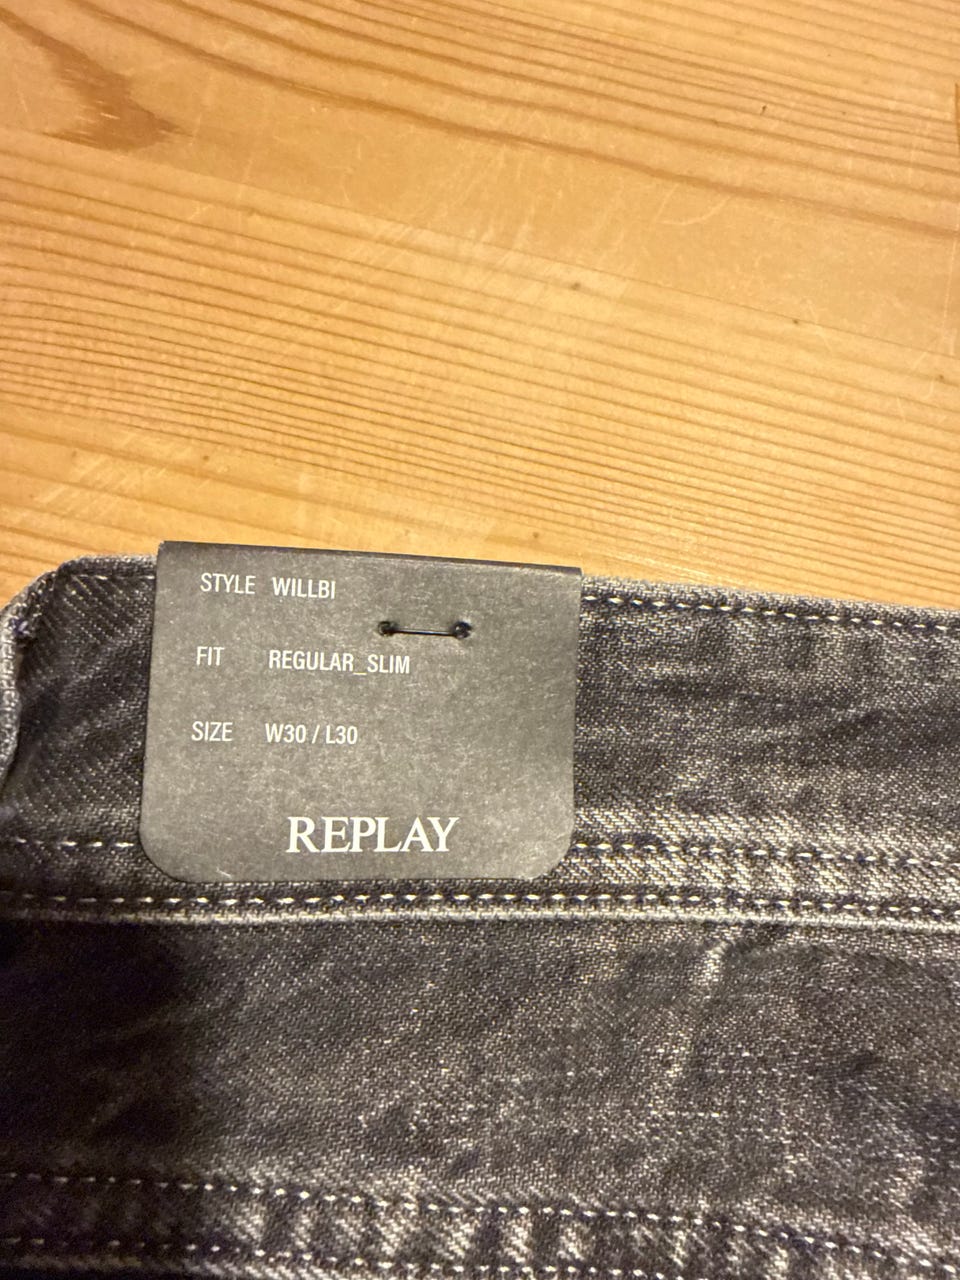 STYLE WILLBI
FIT REGULAR_SLIM
SIZE W30 / L30
REPLAY